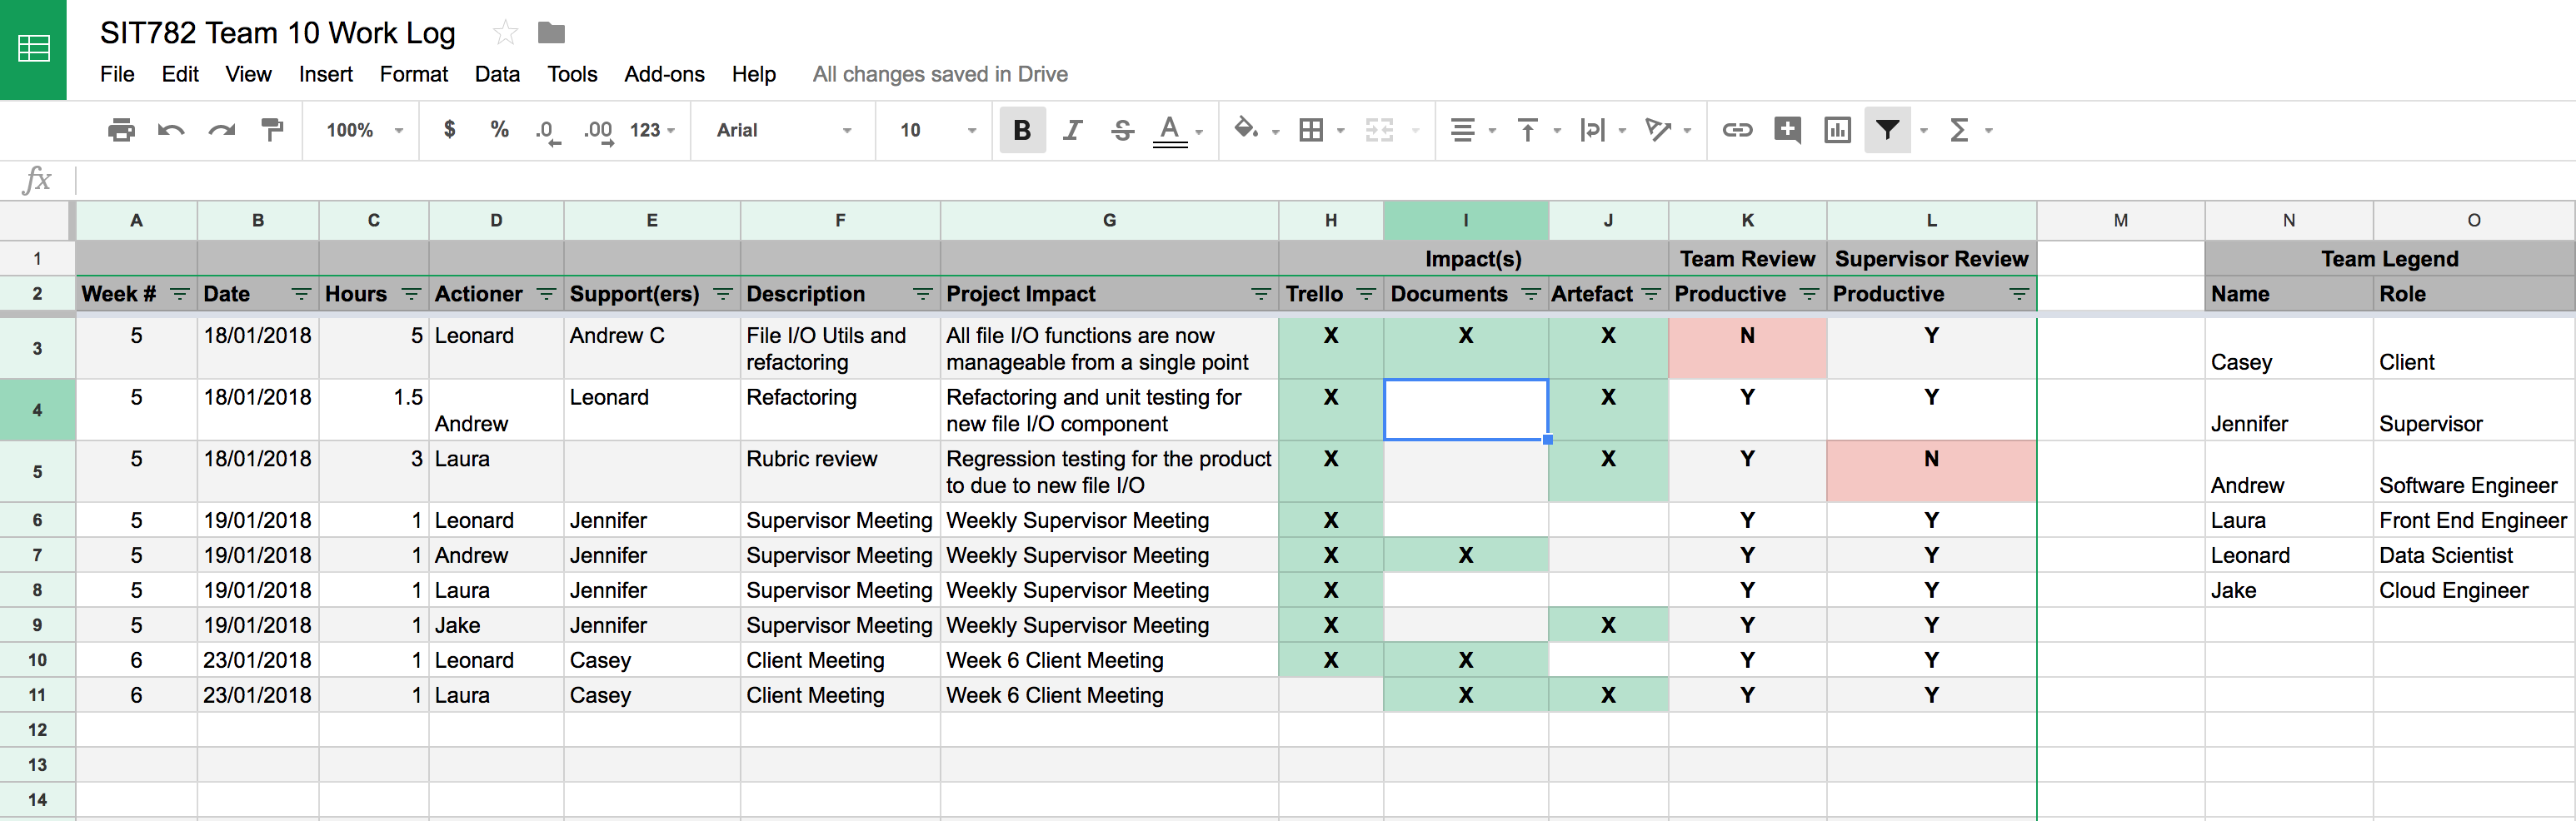 SIT782 Team 10 Work Log
File Edit View Insert Format Data Tools Add-ons Help All changes saved in Drive
100% $ % .0 .00 123 Arial 10 B I S A Σ
fx
A B C D E F G H I J K L M N O
1 Impact(s) Team Review Supervisor Review Team Legend
2 Week # Date Hours Actioner Support(ers) Description Project Impact Trello Documents Artefact Productive Productive Name Role
3 5 18/01/2018 5 Leonard Andrew C File I/O Utils and All file I/O functions are now X X X N Y
refactoring manageable from a single point Casey Client
4 5 18/01/2018 1.5 Leonard Refactoring Refactoring and unit testing for X X Y Y
Andrew new file I/O component Jennifer Supervisor
5 5 18/01/2018 3 Laura Rubric review Regression testing for the product X X Y N
to due to new file I/O Andrew Software Engineer
6 5 19/01/2018 1 Leonard Jennifer Supervisor Meeting Weekly Supervisor Meeting X Y Y Laura Front End Engineer
7 5 19/01/2018 1 Andrew Jennifer Supervisor Meeting Weekly Supervisor Meeting X X Y Y Leonard Data Scientist
8 5 19/01/2018 1 Laura Jennifer Supervisor Meeting Weekly Supervisor Meeting X Y Y Jake Cloud Engineer
9 5 19/01/2018 1 Jake Jennifer Supervisor Meeting Weekly Supervisor Meeting X X Y Y
10 6 23/01/2018 1 Leonard Casey Client Meeting Week 6 Client Meeting X X Y Y
11 6 23/01/2018 1 Laura Casey Client Meeting Week 6 Client Meeting X X Y Y
12
13
14